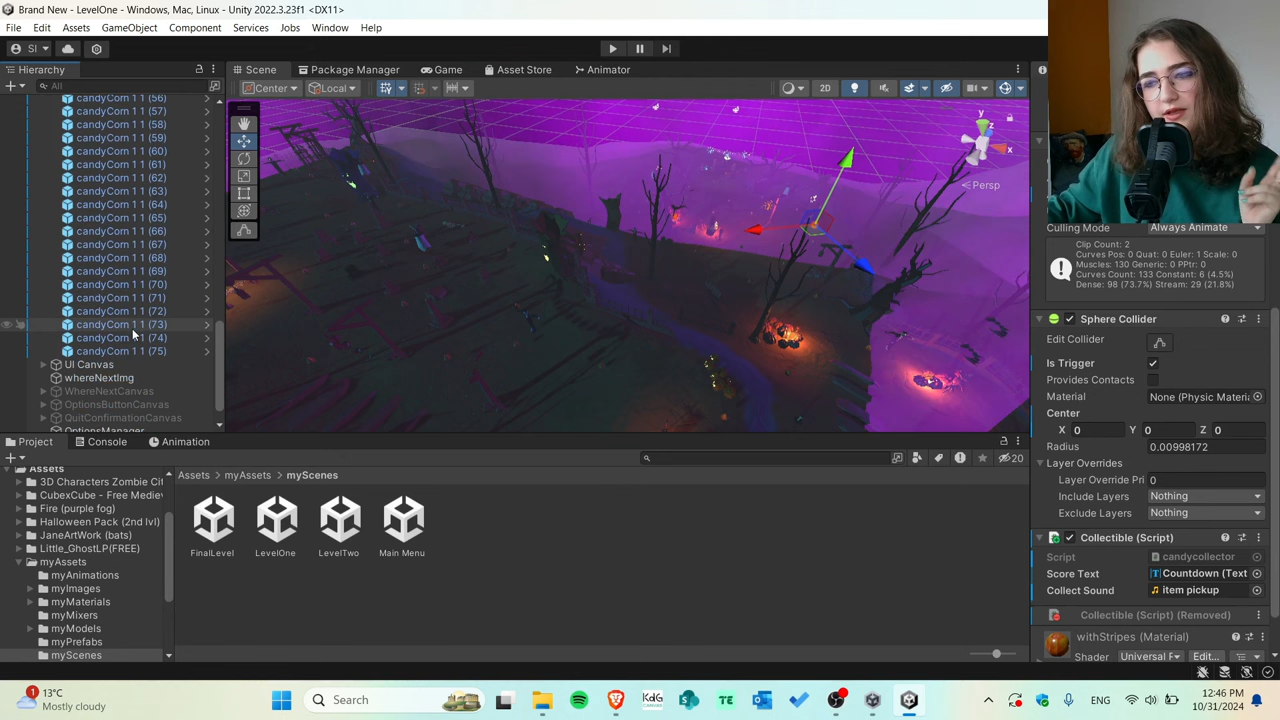 Brand New - LevelOne - Windows, Mac, Linux - Unity 2022.3.23f1 <DX11>
File Edit Assets GameObject Component Services Jobs Window Help
SI
Hierarchy
Scene Package Manager Game Asset Store Animator
All
Center Local 2D
candyCorn 1 1 (56)
candyCorn 1 1 (57)
candyCorn 1 1 (58)
candyCorn 1 1 (59)
candyCorn 1 1 (60)
candyCorn 1 1 (61)
candyCorn 1 1 (62)
candyCorn 1 1 (63)
candyCorn 1 1 (64)
candyCorn 1 1 (65)
candyCorn 1 1 (66)
candyCorn 1 1 (67)
candyCorn 1 1 (68)
candyCorn 1 1 (69)
candyCorn 1 1 (70)
candyCorn 1 1 (71)
candyCorn 1 1 (72)
candyCorn 1 1 (73)
candyCorn 1 1 (74)
candyCorn 1 1 (75)
UI Canvas
whereNextImg
WhereNextCanvas
OptionsButtonCanvas
QuitConfirmationCanvas
OptionsManager
y
z
x
Persp
Culling Mode Always Animate
Clip Count: 2
Curves Pos: 0 Quat: 0 Euler: 1 Scale: 0
Muscles: 130 Generic: 0 PPtr: 0
Curves Count: 133 Constant: 6 (4.5%)
Dense: 98 (73.7%) Stream: 29 (21.8%)
Sphere Collider
Edit Collider
Is Trigger
Provides Contacts
Material None (Physic Materia
Center
X 0 Y 0 Z 0
Radius 0.00998172
Layer Overrides
Layer Override Pri 0
Include Layers Nothing
Exclude Layers Nothing
Collectible (Script)
Script candycollector
Score Text Countdown (Text
Collect Sound item pickup
Collectible (Script) (Removed)
withStripes (Material)
Shader Universal F Edit...
Project Console Animation
20
Assets
3D Characters Zombie Cit
CubexCube - Free Mediev
Fire (purple fog)
Halloween Pack (2nd lvl)
JaneArtWork (bats)
Little_GhostLP(FREE)
myAssets
myAnimations
myImages
myMaterials
myMixers
myModels
myPrefabs
myScenes
Assets > myAssets > myScenes
FinalLevel LevelOne LevelTwo Main Menu
1
13°C
Mostly cloudy
Search
KdG
CANVAS
TE
ENG
12:46 PM
10/31/2024